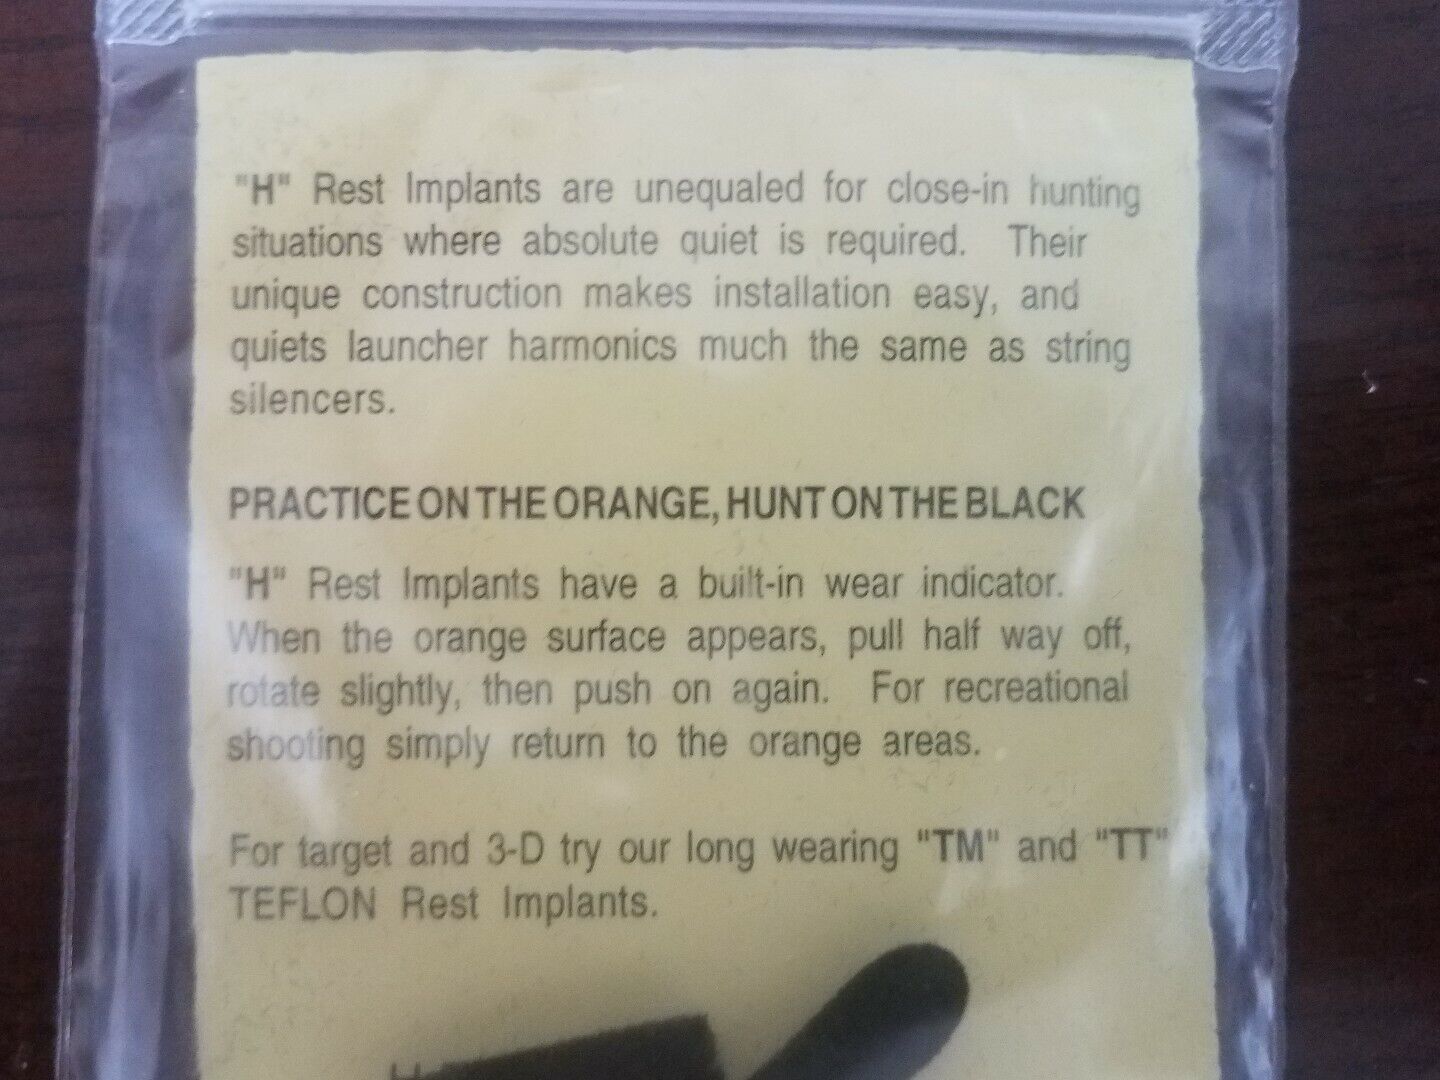 "H" Rest Implants are unequaled for close-in hunting
situations where absolute quiet is required. Their
unique construction makes installation easy, and
quiets launcher harmonics much the same as string
silencers.
PRACTICE ON THE ORANGE, HUNT ON THE BLACK
"H" Rest Implants have a built-in wear indicator.
When the orange surface appears, pull half way off,
rotate slightly, then push on again. For recreational
shooting simply return to the orange areas.
For target and 3-D try our long wearing "TM" and "TT"
TEFLON Rest Implants.